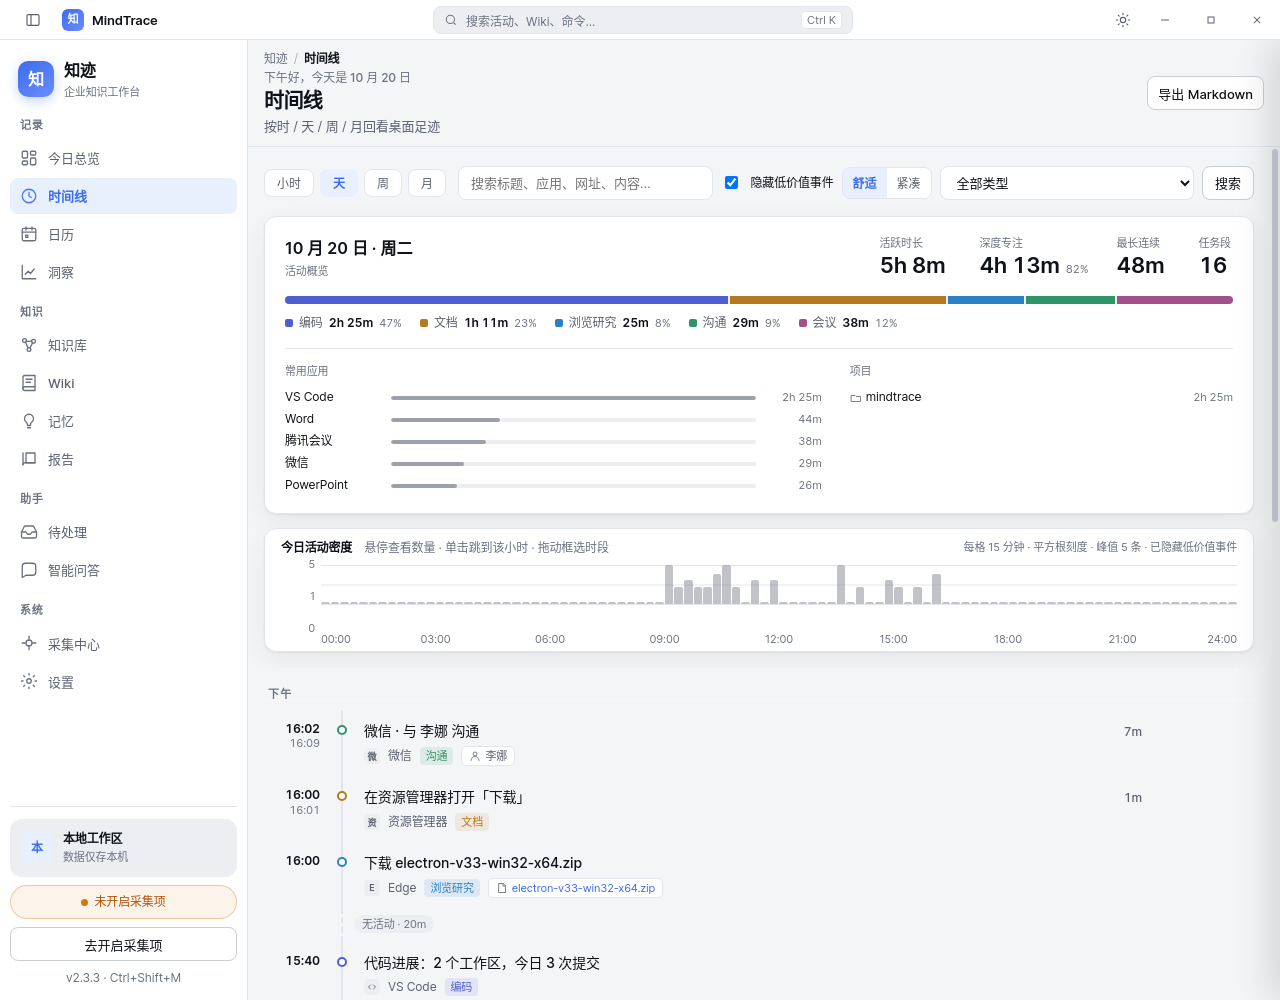 知 MindTrace
搜索活动、Wiki、命令... Ctrl K
知 知迹
企业知识工作台
记录
今日总览
时间线
日历
洞察
知识
知识库
Wiki
记忆
报告
助手
待处理
智能问答
系统
采集中心
设置
本 本地工作区
数据仅存本机
未开启采集项
去开启采集项
v2.3.3 · Ctrl+Shift+M
知迹 / 时间线
下午好，今天是 10 月 20 日
时间线
按时 / 天 / 周 / 月回看桌面足迹
导出 Markdown
小时 天 周 月 搜索标题、应用、网址、内容... 隐藏低价值事件 舒适 紧凑 全部类型 搜索
10 月 20 日 · 周二
活动概览
活跃时长 深度专注 最长连续 任务段
5h 8m 4h 13m 82% 48m 16
编码 2h 25m 47% 文档 1h 11m 23% 浏览研究 25m 8% 沟通 29m 9% 会议 38m 12%
常用应用
VS Code 2h 25m
Word 44m
腾讯会议 38m
微信 29m
PowerPoint 26m
项目
mindtrace 2h 25m
今日活动密度 悬停查看数量 · 单击跳到该小时 · 拖动框选时段 每格 15 分钟 · 平方根刻度 · 峰值 5 条 · 已隐藏低价值事件
5
1
0
00:00 03:00 06:00 09:00 12:00 15:00 18:00 21:00 24:00
下午
16:02 微信 · 与 李娜 沟通 7m
16:09 微 微信 沟通 李娜
16:00 在资源管理器打开「下载」 1m
16:01 资 资源管理器 文档
16:00 下载 electron-v33-win32-x64.zip
E Edge 浏览研究 electron-v33-win32-x64.zip
无活动 · 20m
15:40 代码进展：2 个工作区，今日 3 次提交
VS Code 编码